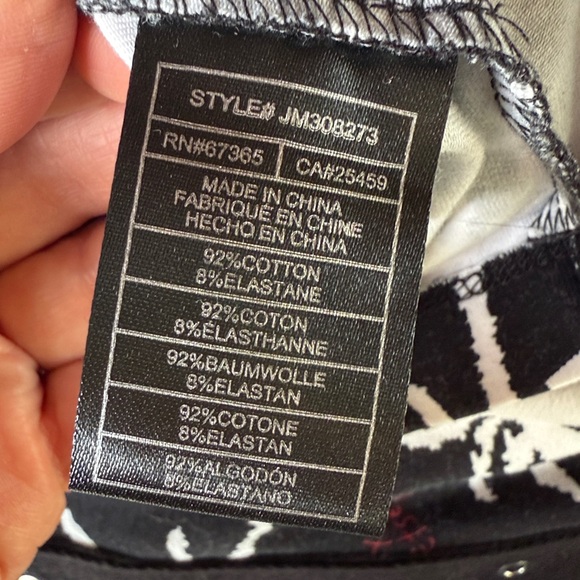 STYLE# JM308273
RN#67365 CA#25459
MADE IN CHINA
FABRIQUÉ EN CHINE
HECHO EN CHINA
92%COTTON
8%ELASTANE
92%COTON
8%ÉLASTHANNE
92%BAUMWOLLE
8%ELASTAN
92%COTONE
8%ELASTAN
92%ALGODÓN
8%ELASTANO